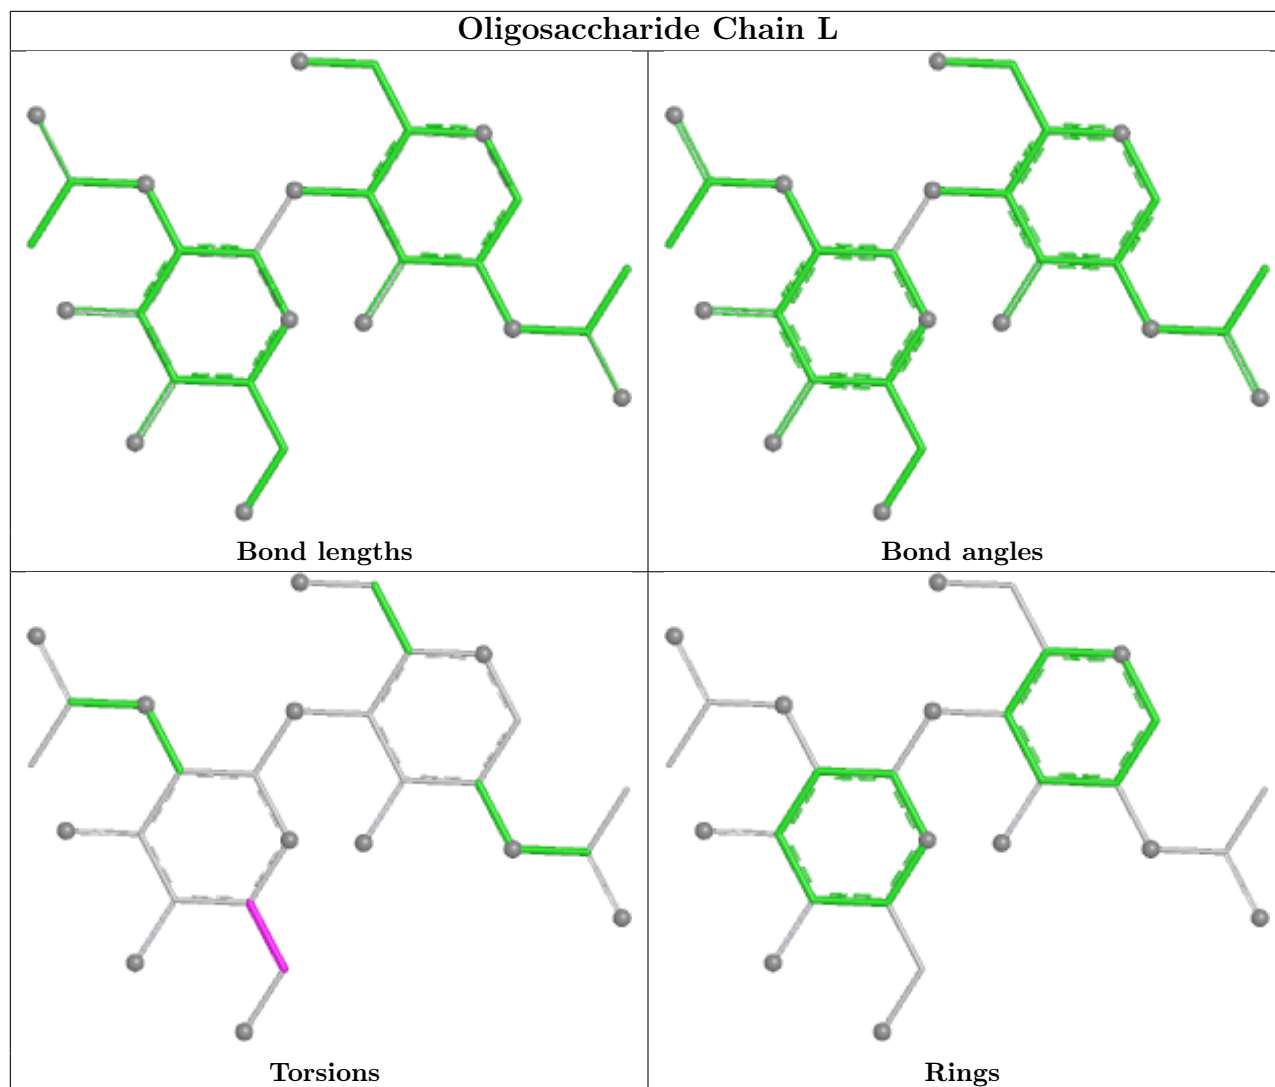 Oligosaccharide Chain L
Bond lengths
Bond angles
Torsions
Rings